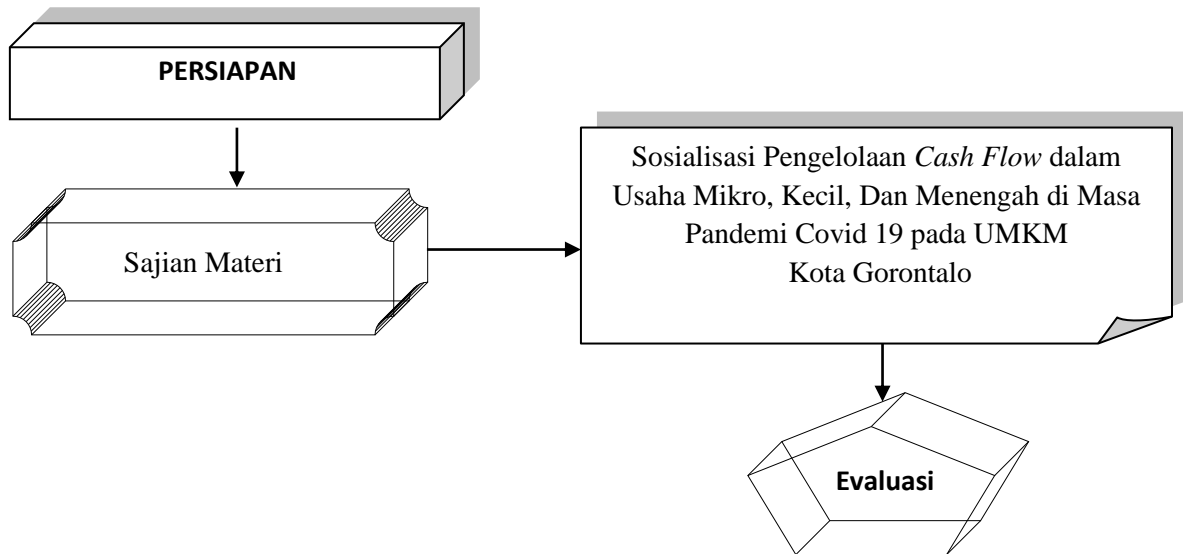 PERSIAPAN
Sajian Materi
Sosialisasi Pengelolaan Cash Flow dalam
Usaha Mikro, Kecil, Dan Menengah di Masa
Pandemi Covid 19 pada UMKM
Kota Gorontalo
Evaluasi